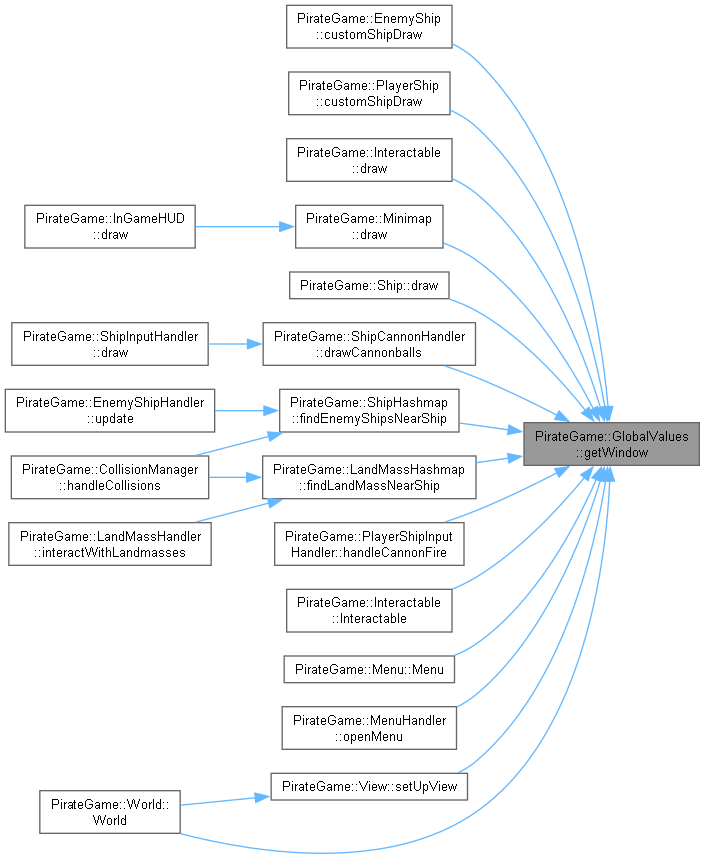 PirateGame::EnemyShip
::customShipDraw
PirateGame::PlayerShip
::customShipDraw
PirateGame::Interactable
::draw
PirateGame::InGameHUD
::draw
PirateGame::Minimap
::draw
PirateGame::Ship::draw
PirateGame::ShipInputHandler
::draw
PirateGame::ShipCannonHandler
::drawCannonballs
PirateGame::EnemyShipHandler
::update
PirateGame::ShipHashmap
::findEnemyShipsNearShip
PirateGame::GlobalValues
::getWindow
PirateGame::CollisionManager
::handleCollisions
PirateGame::LandMassHashmap
::findLandMassNearShip
PirateGame::LandMassHandler
::interactWithLandmasses
PirateGame::PlayerShipInput
Handler::handleCannonFire
PirateGame::Interactable
::Interactable
PirateGame::Menu::Menu
PirateGame::MenuHandler
::openMenu
PirateGame::View::setUpView
PirateGame::World::
World